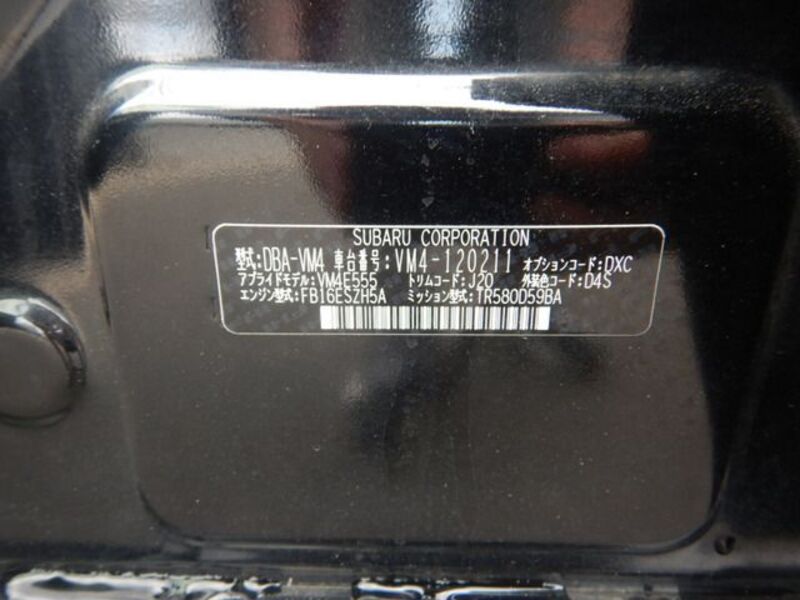 SUBARU CORPORATION
型式:DBA-VM4 車台番号:VM4-120211 オプションコード:DXC
アプライドモデル:VM4E555 トリムコード:J20 外装色コード:D4S
エンジン型式:FB16ESZH5A ミッション型式:TR580D59BA